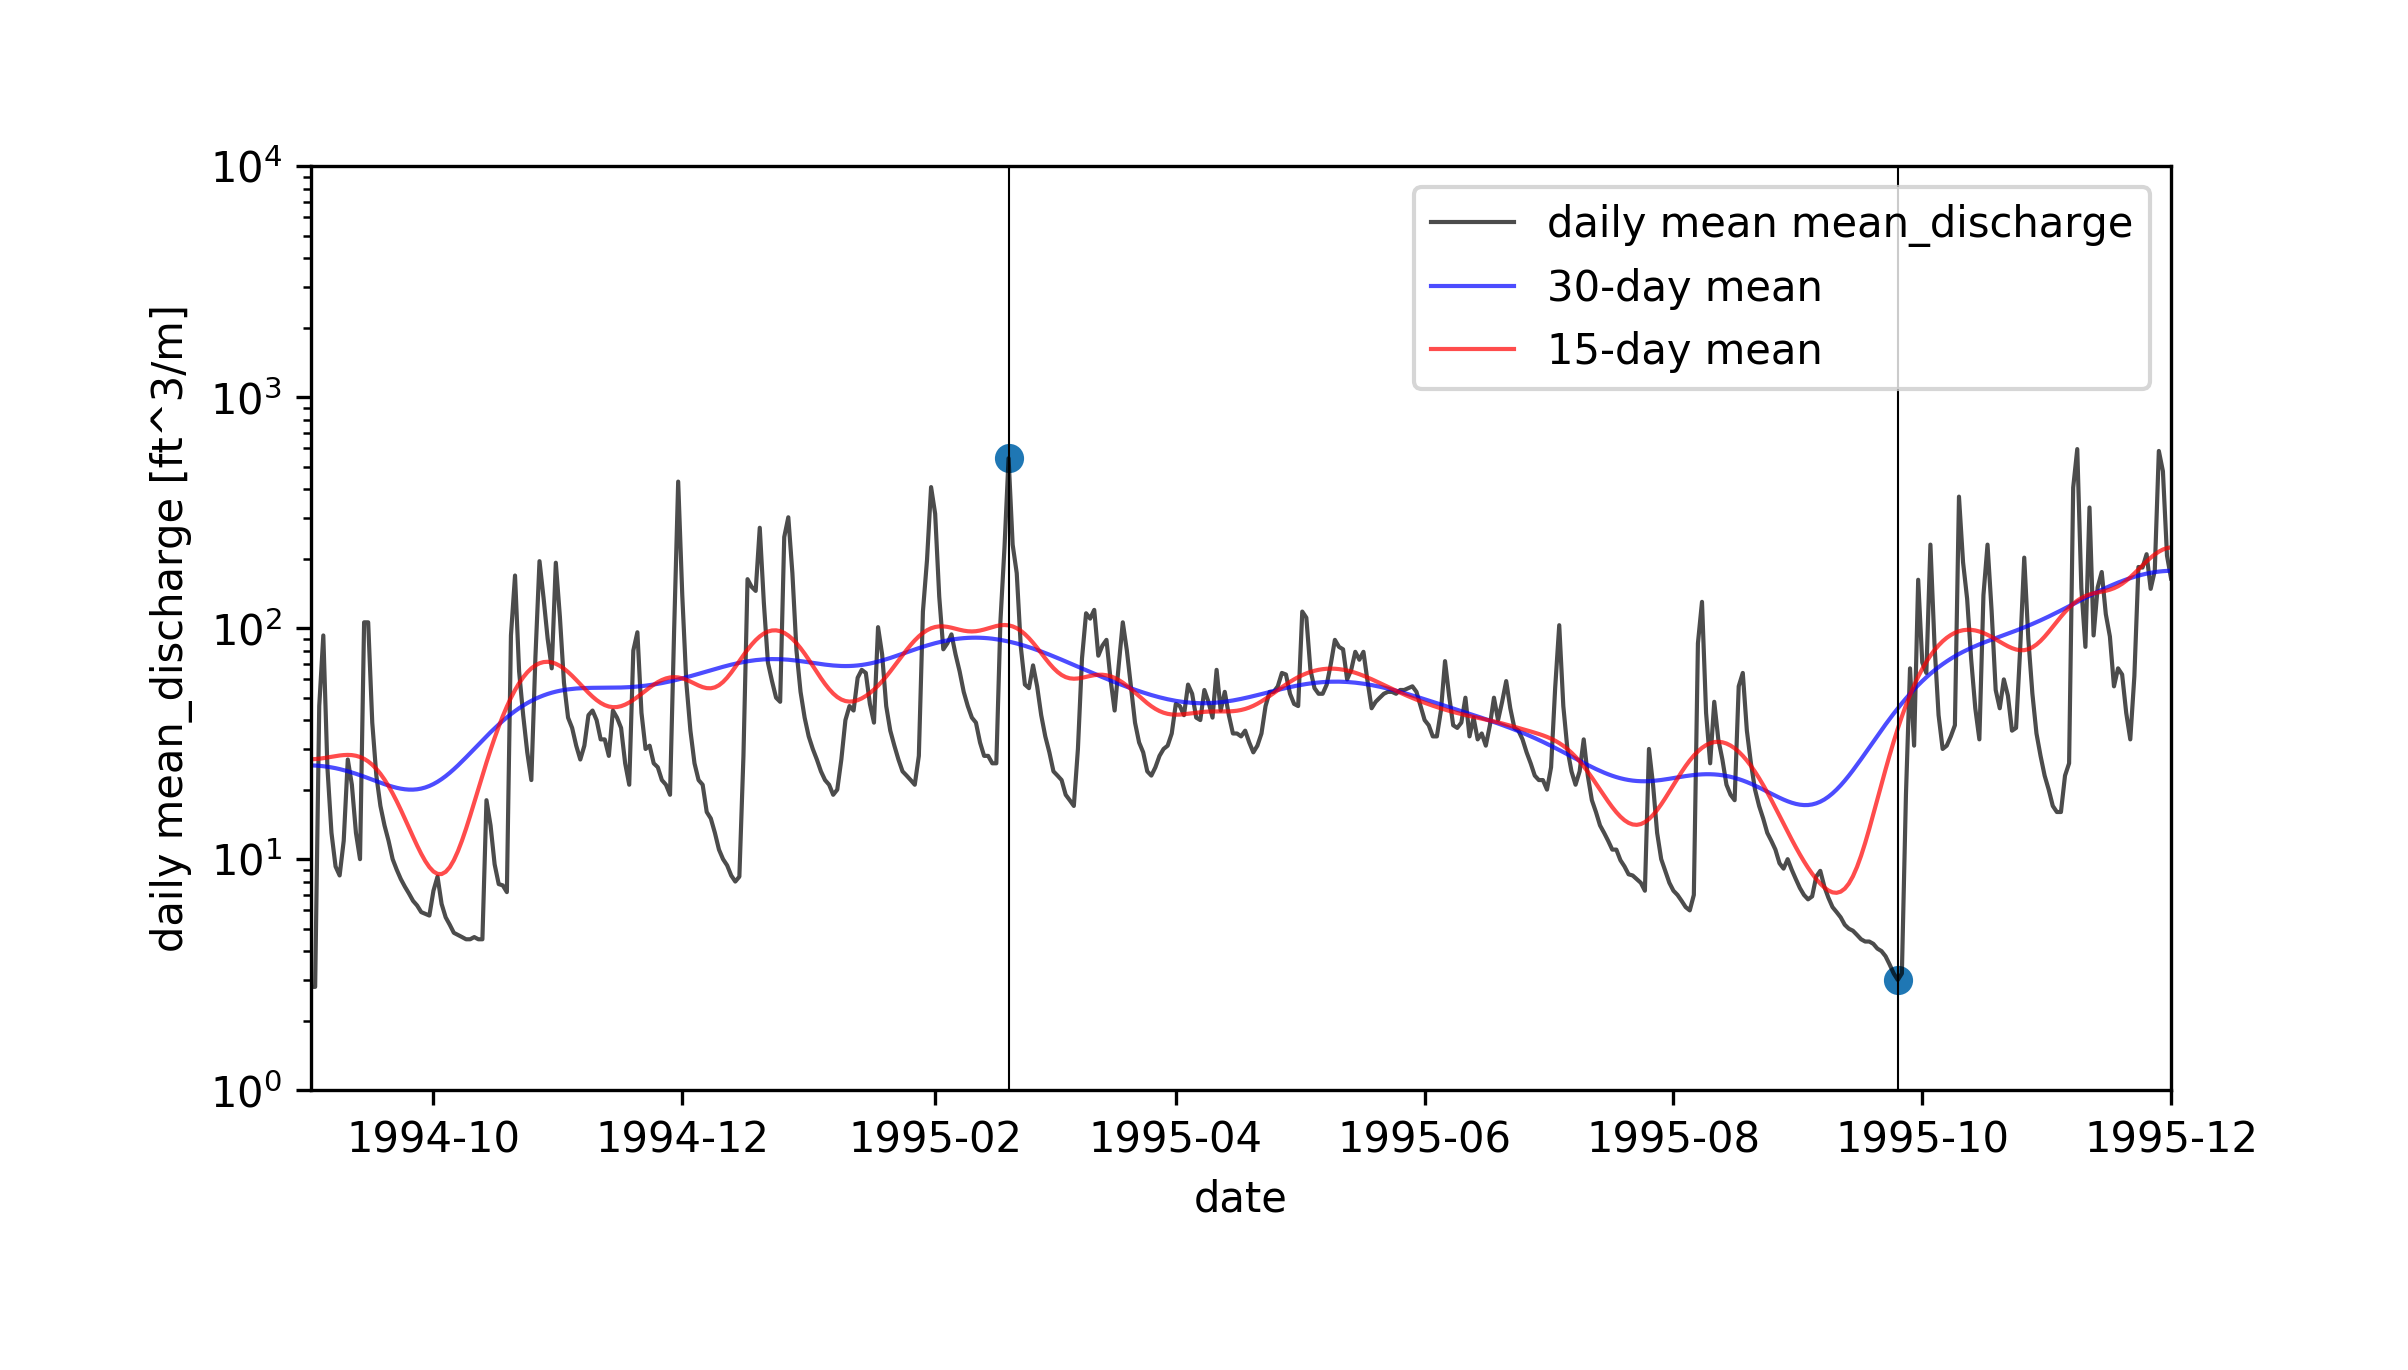 10^4
10^3
10^2
10^1
10^0
daily mean_discharge [ft^3/m]
daily mean mean_discharge
30-day mean
15-day mean
1994-10 1994-12 1995-02 1995-04 1995-06 1995-08 1995-10 1995-12
date